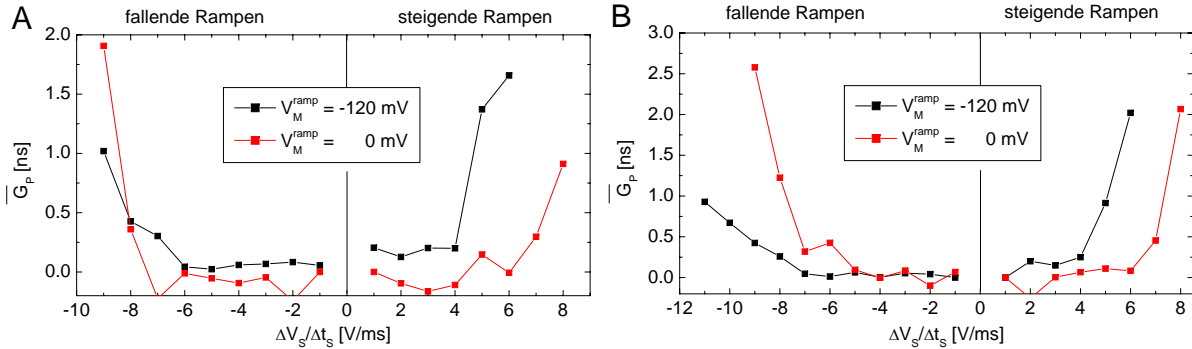 A
fallende Rampen
steigende Rampen
2.0
1.5
1.0
0.5
0.0
G_P [ns]
V_M^ramp = -120 mV
V_M^ramp = 0 mV
-10 -8 -6 -4 -2 0 2 4 6 8
ΔV_S/Δt_S [V/ms]
B
fallende Rampen
steigende Rampen
3.0
2.5
2.0
1.5
1.0
0.5
0.0
G_P [ns]
V_M^ramp = -120 mV
V_M^ramp = 0 mV
-12 -10 -8 -6 -4 -2 0 2 4 6 8
ΔV_S/Δt_S [V/ms]